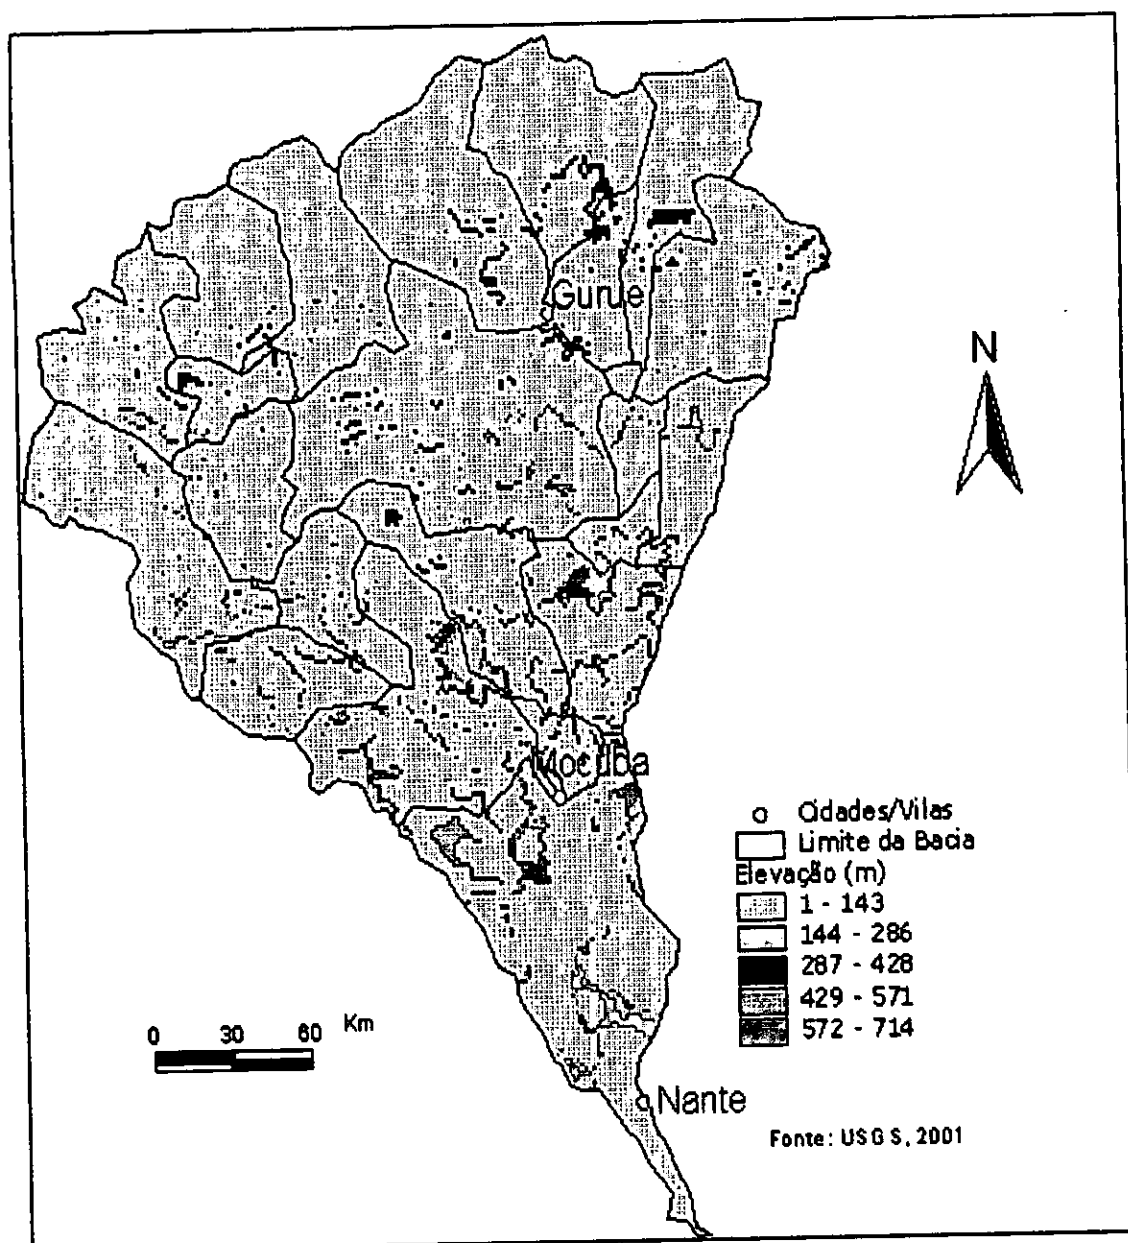 Gurue
N
Mocuba
Cidades/Vilas
Limite da Bacia
Elevação (m)
1 - 143
144 - 286
287 - 428
429 - 571
572 - 714
0 30 60 Km
Nante
Fonte: USGS, 2001